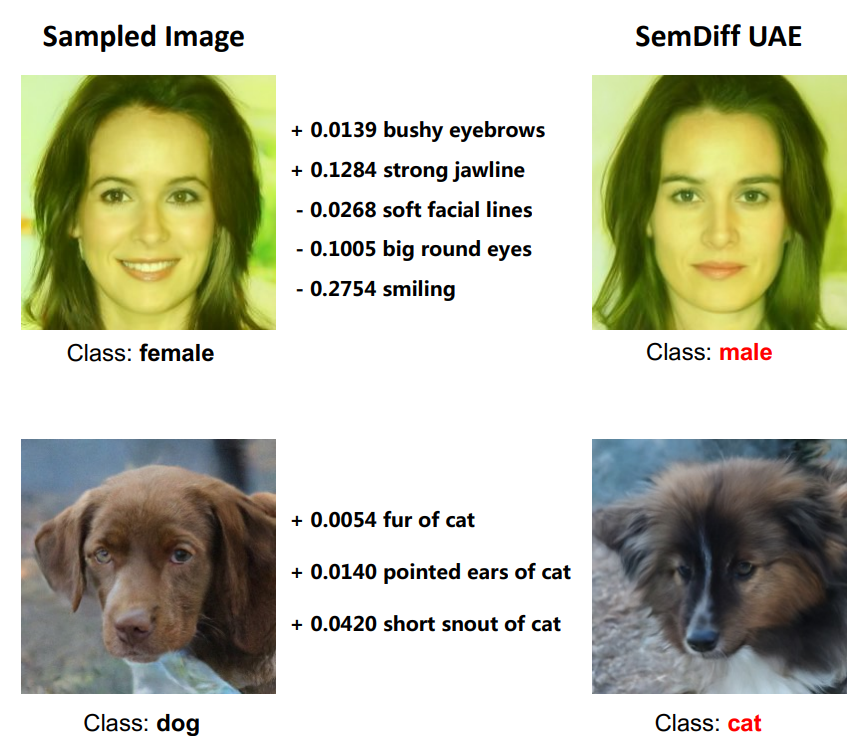 Sampled Image
SemDiff UAE
+ 0.0139 bushy eyebrows
+ 0.1284 strong jawline
- 0.0268 soft facial lines
- 0.1005 big round eyes
- 0.2754 smiling
Class: female
Class: male
+ 0.0054 fur of cat
+ 0.0140 pointed ears of cat
+ 0.0420 short snout of cat
Class: dog
Class: cat